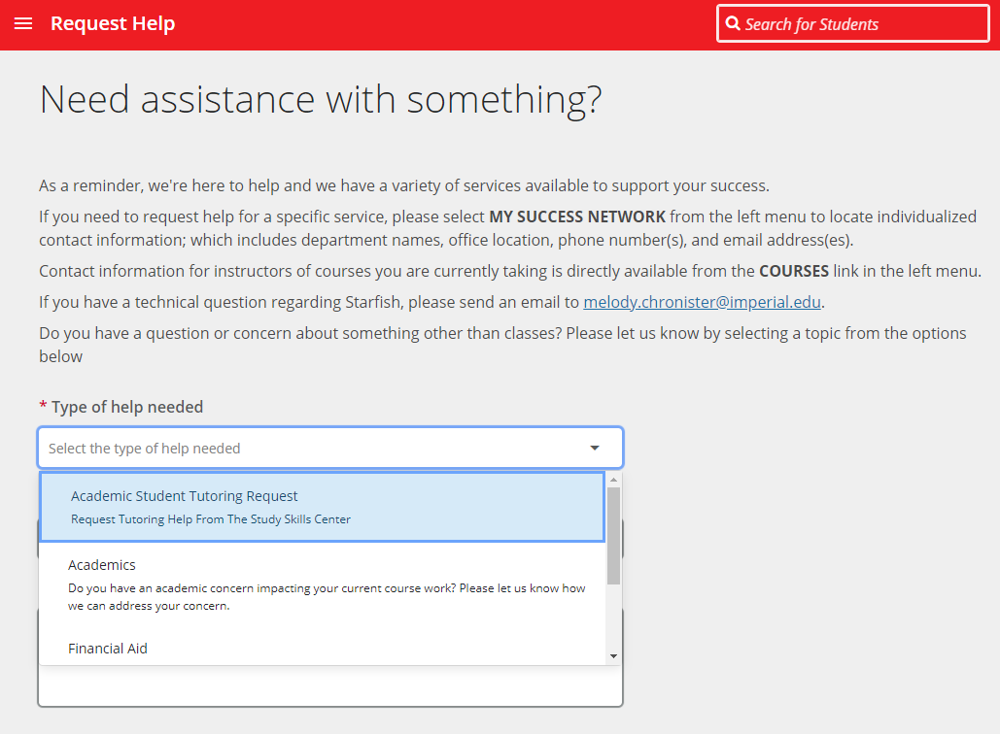 Request Help
Search for Students
Need assistance with something?
As a reminder, we're here to help and we have a variety of services available to support your success.
If you need to request help for a specific service, please select MY SUCCESS NETWORK from the left menu to locate individualized
contact information; which includes department names, office location, phone number(s), and email address(es).
Contact information for instructors of courses you are currently taking is directly available from the COURSES link in the left menu.
If you have a technical question regarding Starfish, please send an email to melody.chronister@imperial.edu.
Do you have a question or concern about something other than classes? Please let us know by selecting a topic from the options
below
* Type of help needed
Select the type of help needed
Academic Student Tutoring Request
Request Tutoring Help From The Study Skills Center
Academics
Do you have an academic concern impacting your current course work? Please let us know how
we can address your concern.
Financial Aid